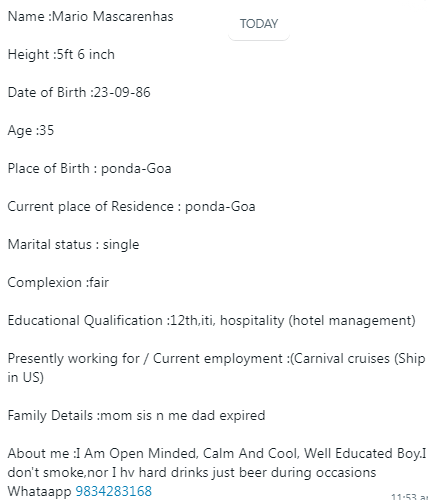 Name :Mario Mascarenhas
TODAY
Height :5ft 6 inch
Date of Birth :23-09-86
Age :35
Place of Birth : ponda-Goa
Current place of Residence : ponda-Goa
Marital status : single
Complexion :fair
Educational Qualification :12th,iti, hospitality (hotel management)
Presently working for / Current employment :(Carnival cruises (Ship
in US)
Family Details :mom sis n me dad expired
About me :I Am Open Minded, Calm And Cool, Well Educated Boy.I
don't smoke,nor I hv hard drinks just beer during occasions
Whataapp 9834283168
11:53